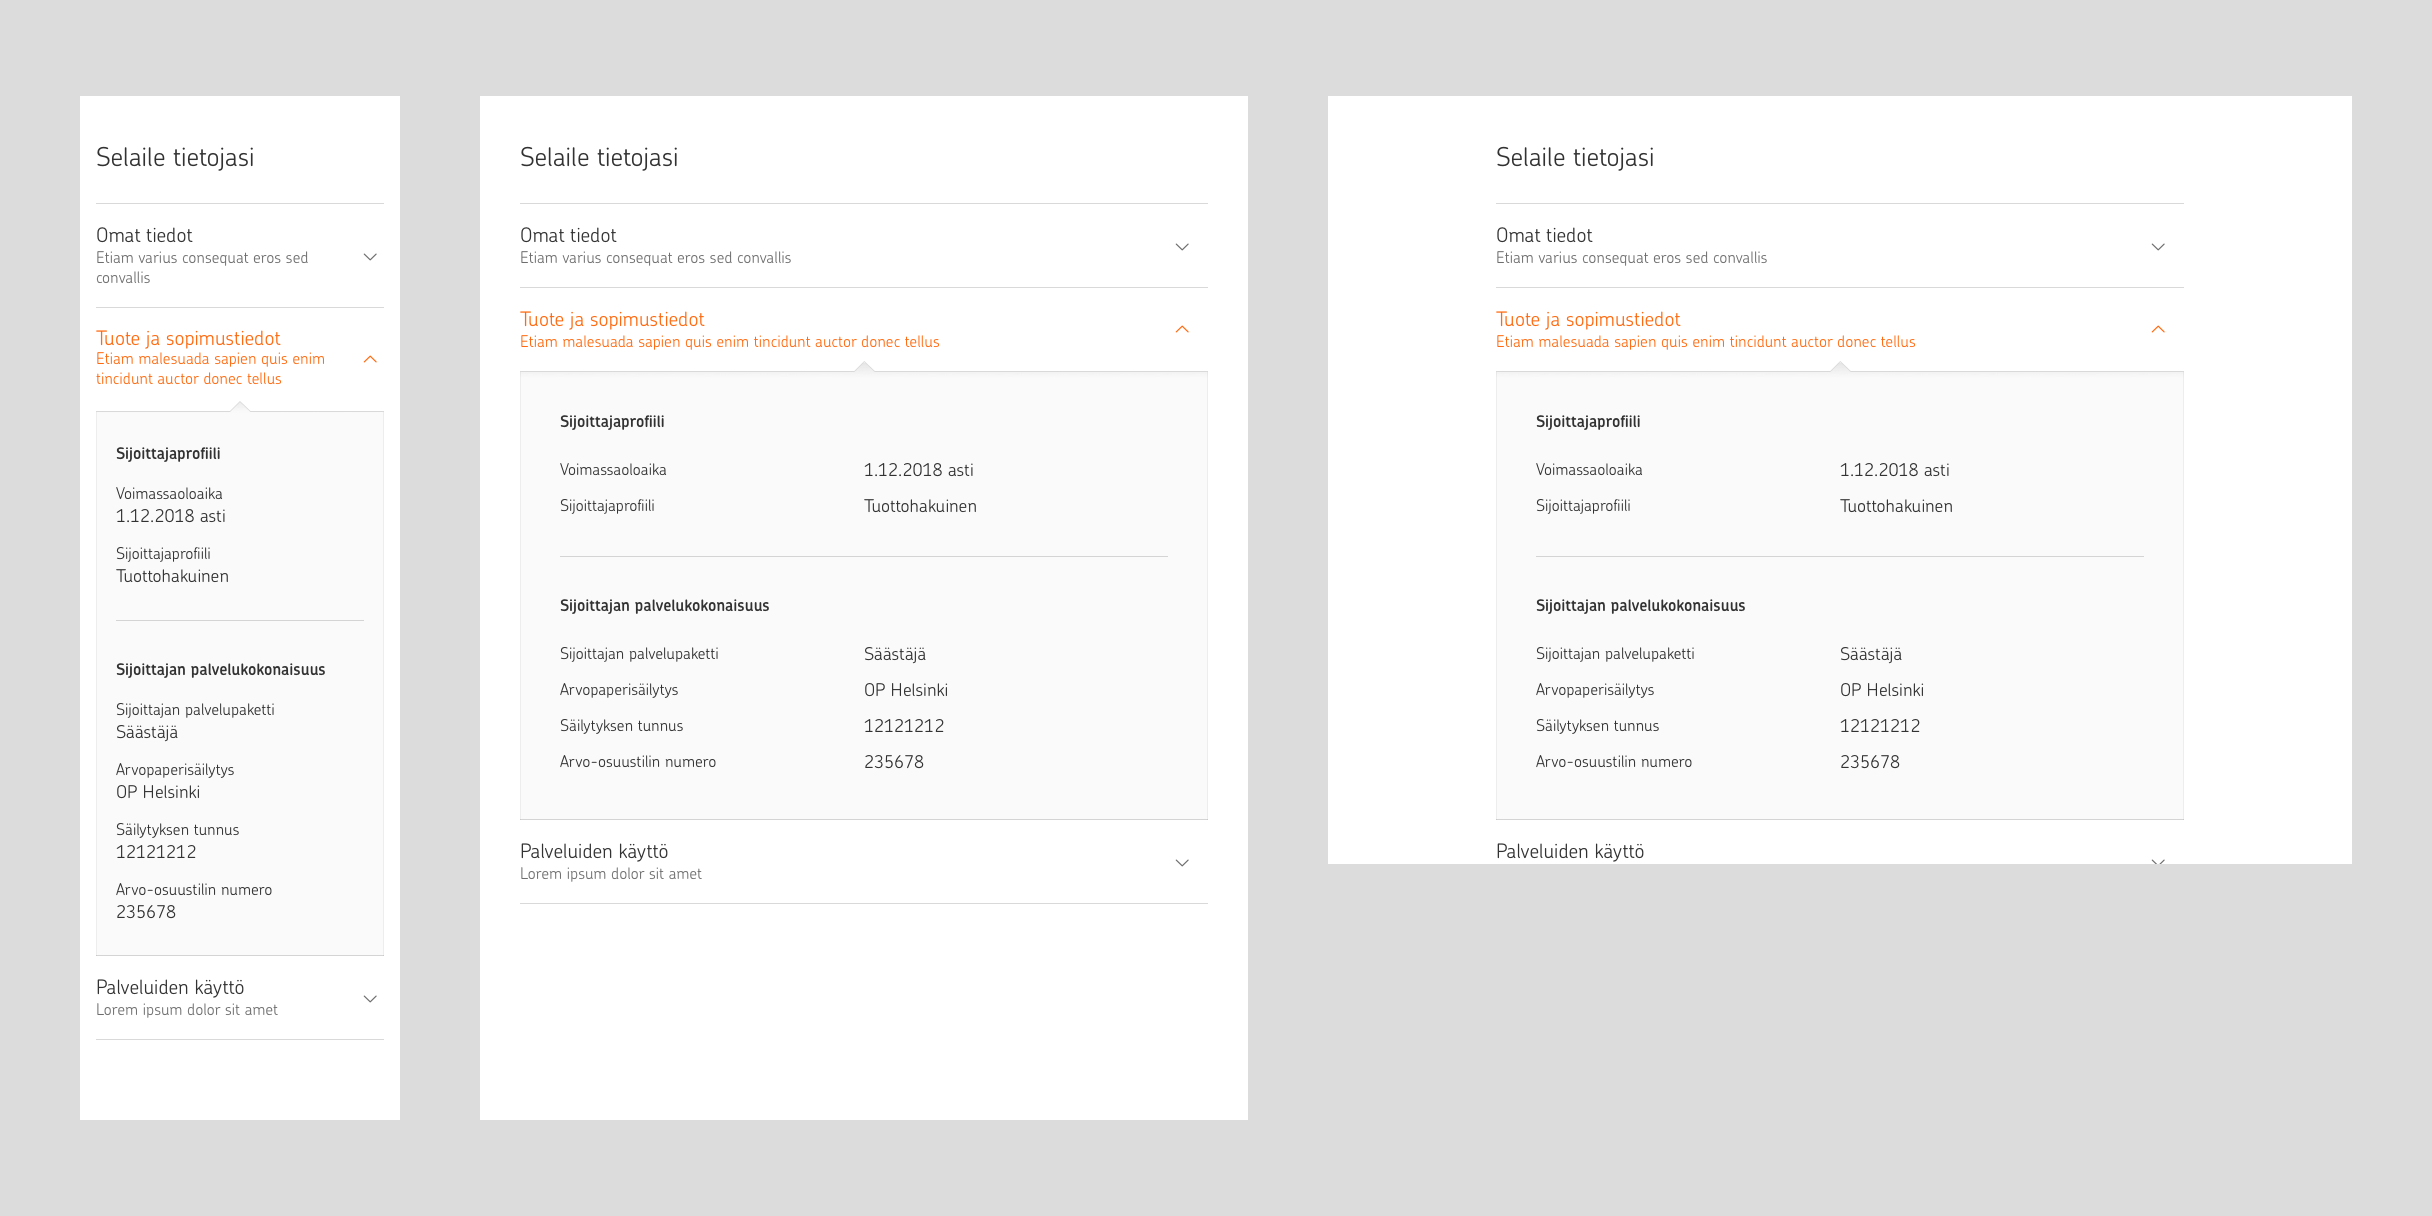 Selaile tietojasi
Omat tiedot
Etiam varius consequat eros sed
convallis
Tuote ja sopimustiedot
Etiam malesuada sapien quis enim
tincidunt auctor donec tellus
Sijoittajaprofiili
Voimassaoloaika
1.12.2018 asti
Sijoittajaprofiili
Tuottohakuinen
Sijoittajan palvelukokonaisuus
Sijoittajan palvelupaketti
Säästäjä
Arvopaperisäilytys
OP Helsinki
Säilytyksen tunnus
12121212
Arvo-osuustilin numero
235678
Palveluiden käyttö
Lorem ipsum dolor sit amet
Selaile tietojasi
Omat tiedot
Etiam varius consequat eros sed convallis
Tuote ja sopimustiedot
Etiam malesuada sapien quis enim tincidunt auctor donec tellus
Sijoittajaprofiili
Voimassaoloaika 1.12.2018 asti
Sijoittajaprofiili Tuottohakuinen
Sijoittajan palvelukokonaisuus
Sijoittajan palvelupaketti Säästäjä
Arvopaperisäilytys OP Helsinki
Säilytyksen tunnus 12121212
Arvo-osuustilin numero 235678
Palveluiden käyttö
Lorem ipsum dolor sit amet
Selaile tietojasi
Omat tiedot
Etiam varius consequat eros sed convallis
Tuote ja sopimustiedot
Etiam malesuada sapien quis enim tincidunt auctor donec tellus
Sijoittajaprofiili
Voimassaoloaika 1.12.2018 asti
Sijoittajaprofiili Tuottohakuinen
Sijoittajan palvelukokonaisuus
Sijoittajan palvelupaketti Säästäjä
Arvopaperisäilytys OP Helsinki
Säilytyksen tunnus 12121212
Arvo-osuustilin numero 235678
Palveluiden käyttö